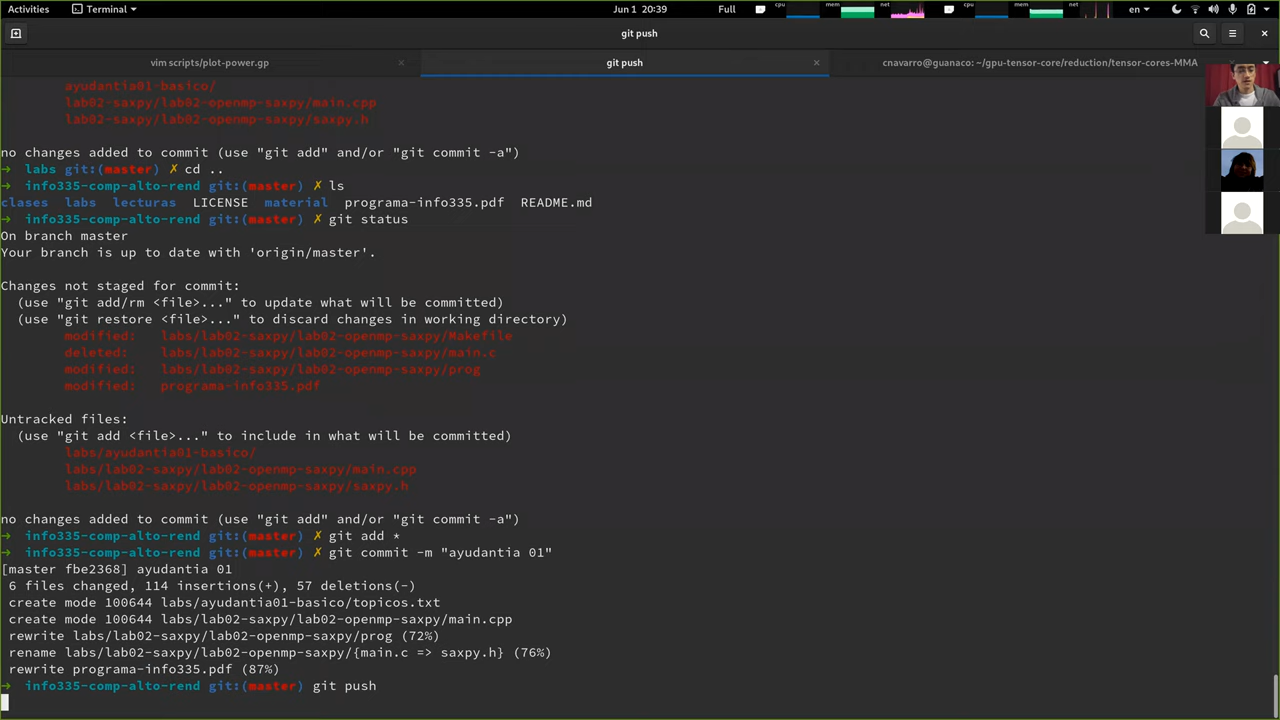 Activities Terminal Jun 1 20:39 Full cpu mem net cpu mem net en
git push
vim scripts/plot-power.gp × git push × cnavarro@guanaco: ~/gpu-tensor-core/reduction/tensor-cores-MMA
ayudantia01-basico/
lab02-saxpy/lab02-openmp-saxpy/main.cpp
lab02-saxpy/lab02-openmp-saxpy/saxpy.h
no changes added to commit (use "git add" and/or "git commit -a")
→ labs git:(master) ✗ cd ..
→ info335-comp-alto-rend git:(master) ✗ ls
clases labs lecturas LICENSE material programa-info335.pdf README.md
→ info335-comp-alto-rend git:(master) ✗ git status
On branch master
Your branch is up to date with 'origin/master'.
Changes not staged for commit:
(use "git add/rm <file>..." to update what will be committed)
(use "git restore <file>..." to discard changes in working directory)
modified: labs/lab02-saxpy/lab02-openmp-saxpy/Makefile
deleted: labs/lab02-saxpy/lab02-openmp-saxpy/main.c
modified: labs/lab02-saxpy/lab02-openmp-saxpy/prog
modified: programa-info335.pdf
Untracked files:
(use "git add <file>..." to include in what will be committed)
labs/ayudantia01-basico/
labs/lab02-saxpy/lab02-openmp-saxpy/main.cpp
labs/lab02-saxpy/lab02-openmp-saxpy/saxpy.h
no changes added to commit (use "git add" and/or "git commit -a")
→ info335-comp-alto-rend git:(master) ✗ git add *
→ info335-comp-alto-rend git:(master) ✗ git commit -m "ayudantia 01"
[master fbe2368] ayudantia 01
6 files changed, 114 insertions(+), 57 deletions(-)
create mode 100644 labs/ayudantia01-basico/topicos.txt
create mode 100644 labs/lab02-saxpy/lab02-openmp-saxpy/main.cpp
rewrite labs/lab02-saxpy/lab02-openmp-saxpy/prog (72%)
rename labs/lab02-saxpy/lab02-openmp-saxpy/{main.c => saxpy.h} (76%)
rewrite programa-info335.pdf (87%)
→ info335-comp-alto-rend git:(master) git push